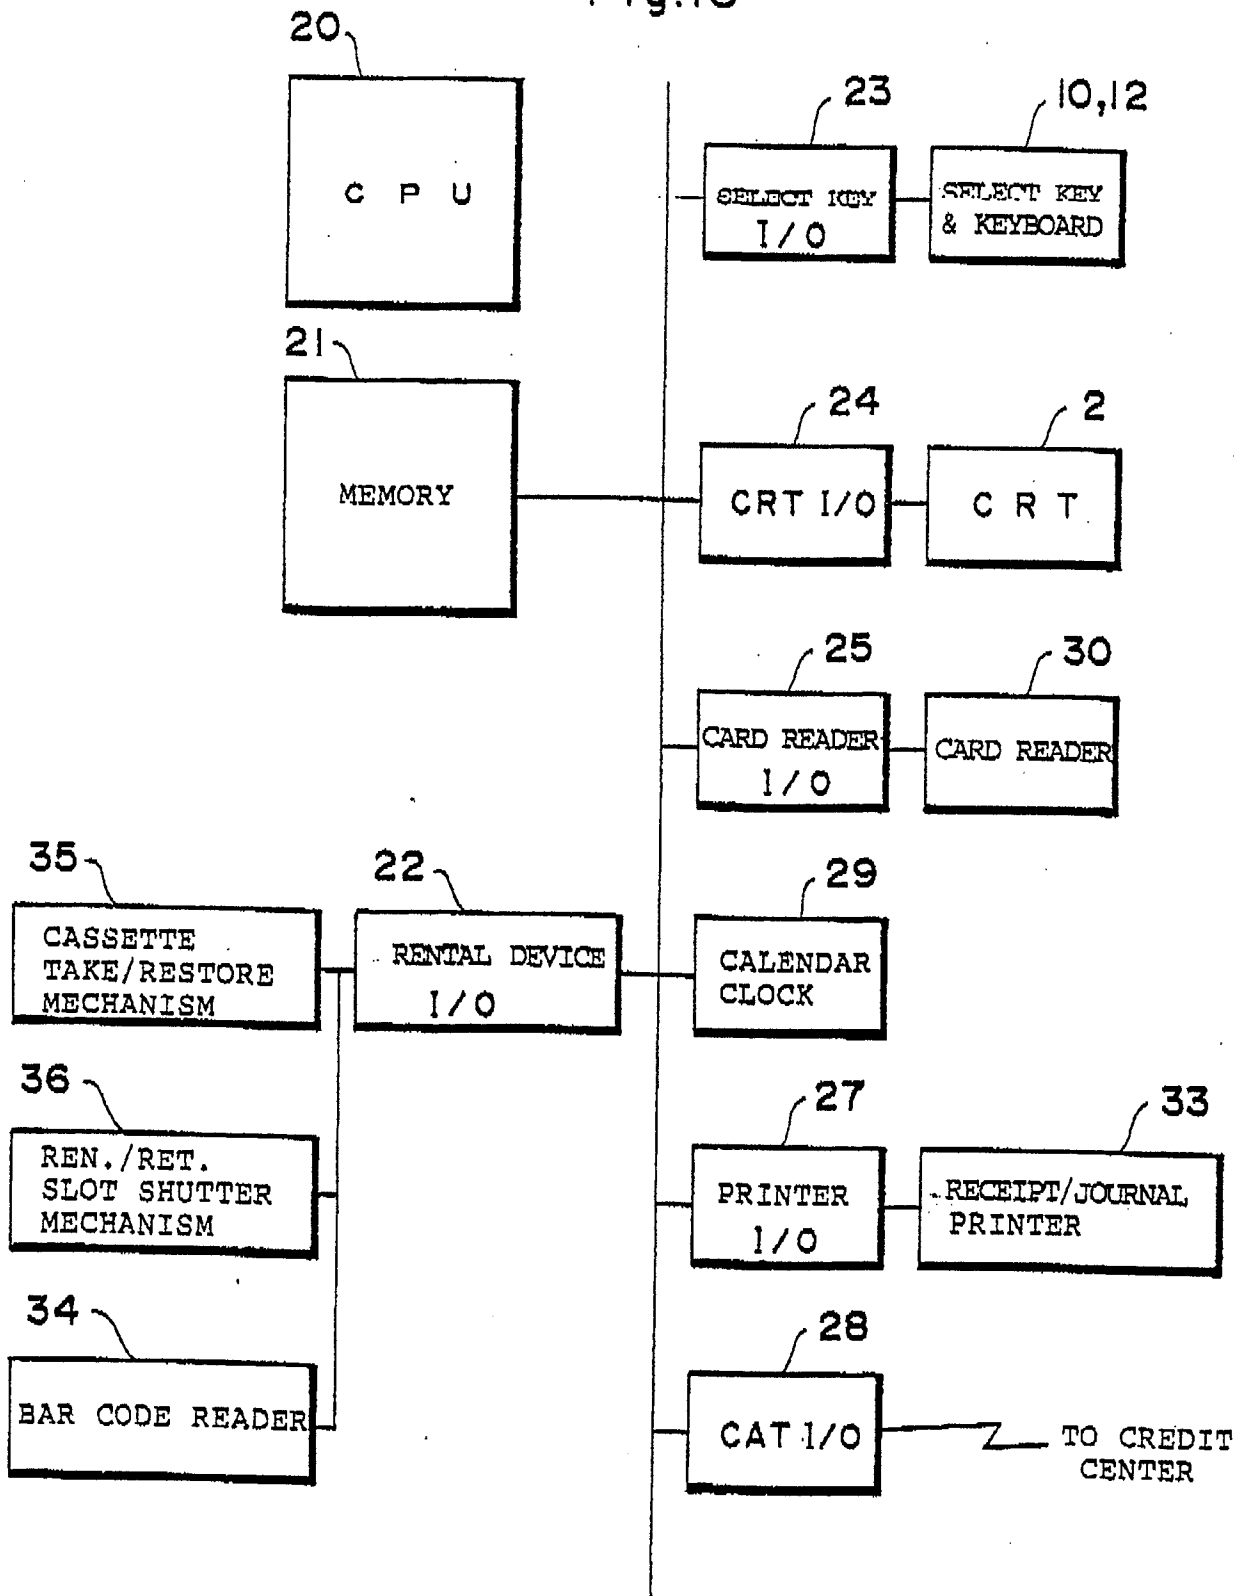 20
C P U
23
SELECT KEY
I/O
10,12
SELECT KEY
& KEYBOARD
21
MEMORY
24
CRT I/O
2
C R T
25
CARD READER
I/O
30
CARD READER
35
CASSETTE
TAKE/RESTORE
MECHANISM
22
RENTAL DEVICE
I/O
29
CALENDAR
CLOCK
36
REN./RET.
SLOT SHUTTER
MECHANISM
27
PRINTER
I/O
33
RECEIPT/JOURNAL
PRINTER
34
BAR CODE READER
28
CAT I/O
TO CREDIT
CENTER